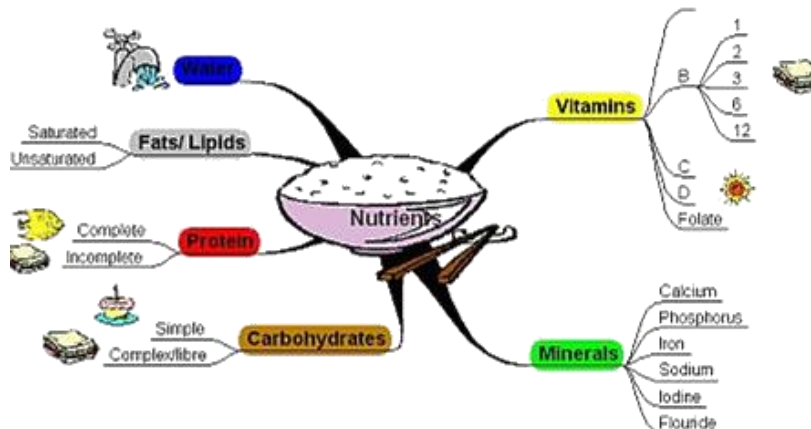 Water
Fats/ Lipids
Saturated
Unsaturated
Protein
Complete
Incomplete
Carbohydrates
Simple
Complex/fibre
Nutrients
Vitamins
B
1
2
3
6
12
C
D
Folate
Minerals
Calcium
Phosphorus
Iron
Sodium
Iodine
Flouride